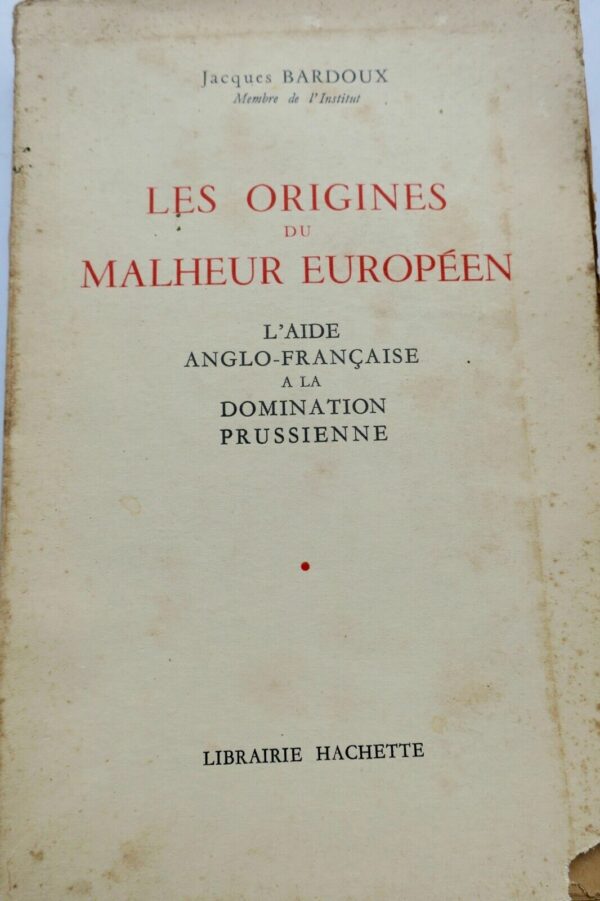 Jacques BARDOUX
Membre de l'Institut
LES ORIGINES
DU
MALHEUR EUROPÉEN
L'AIDE
ANGLO-FRANÇAISE
A LA
DOMINATION
PRUSSIENNE
LIBRAIRIE HACHETTE